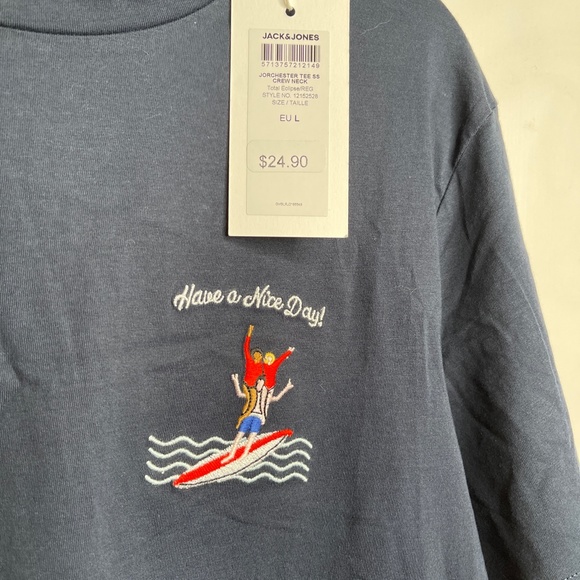 JACK&JONES
5713757212149
JORCHESTER TEE SS
CREW NECK
Total Eclipse/REG
STYLE NO. 12152528
SIZE / TAILLE
EU L
$24.90
Have a Nice Day!